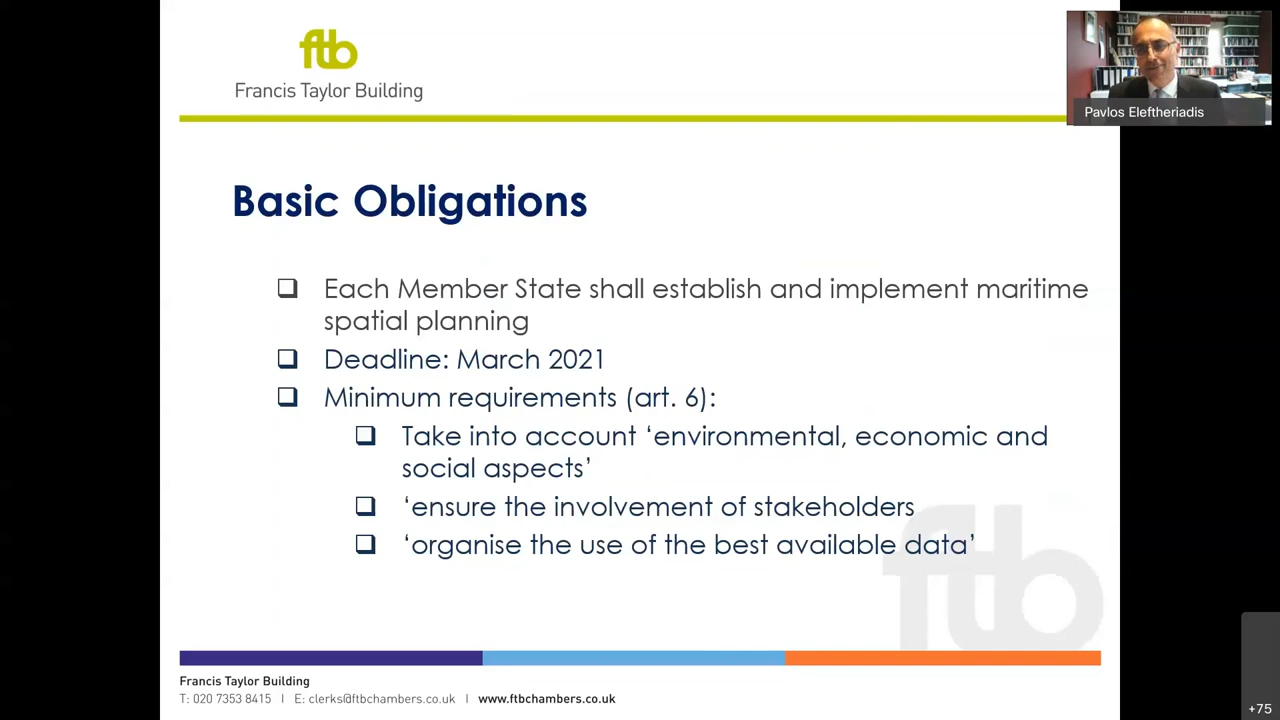 ftb
Francis Taylor Building
Pavlos Eleftheriadis
Basic Obligations
❑ Each Member State shall establish and implement maritime
spatial planning
❑ Deadline: March 2021
❑ Minimum requirements (art. 6):
❑ Take into account ‘environmental, economic and
social aspects’
❑ ‘ensure the involvement of stakeholders
❑ ‘organise the use of the best available data’
ftb
Francis Taylor Building
T: 020 7353 8415 I E: clerks@ftbchambers.co.uk I www.ftbchambers.co.uk
+75